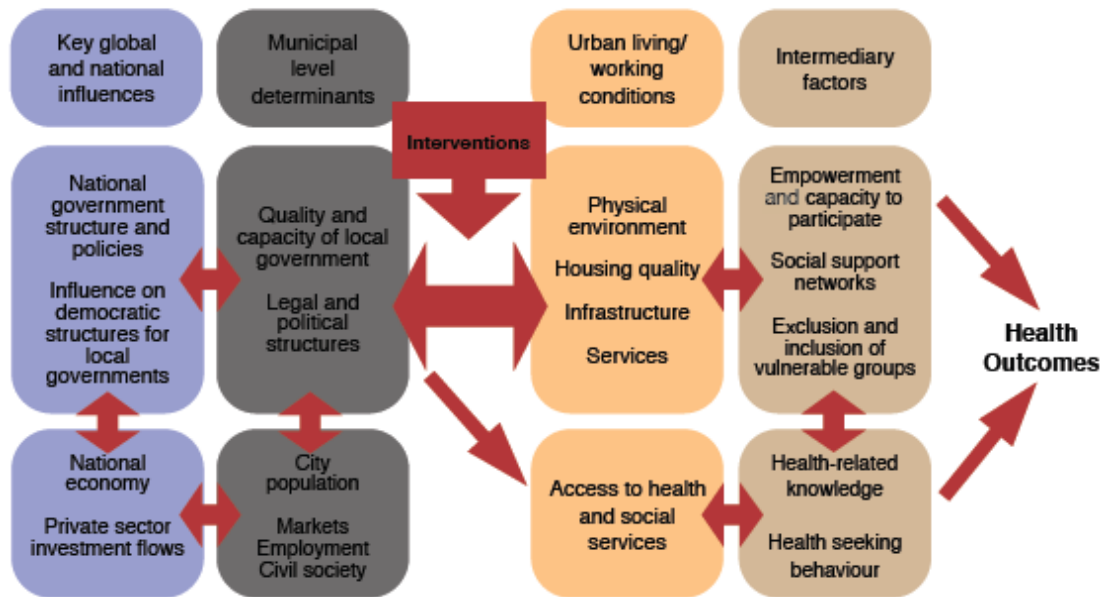 Key global
and national
influences
Municipal
level
determinants
Urban living/
working
conditions
Intermediary
factors
Interventions
National
government
structure and
policies
Influence on
democratic
structures for
local
governments
Quality and
capacity of local
government
Legal and
political
structures
Physical
environment
Housing quality
Infrastructure
Services
Empowerment
and capacity to
participate
Social support
networks
Exclusion and
inclusion of
vulnerable groups
Health
Outcomes
National
economy
Private sector
investment flows
City
population
Markets
Employment
Civil society
Access to health
and social
services
Health-related
knowledge
Health seeking
behaviour